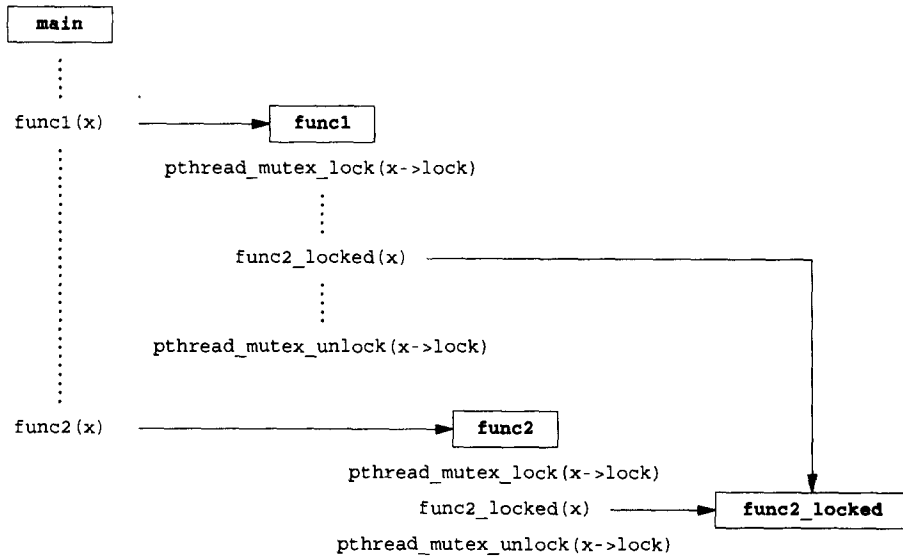 main
func1(x)
func1
pthread_mutex_lock(x->lock)
func2_locked(x)
pthread_mutex_unlock(x->lock)
func2(x)
func2
pthread_mutex_lock(x->lock)
func2_locked(x)
func2_locked
pthread_mutex_unlock(x->lock)